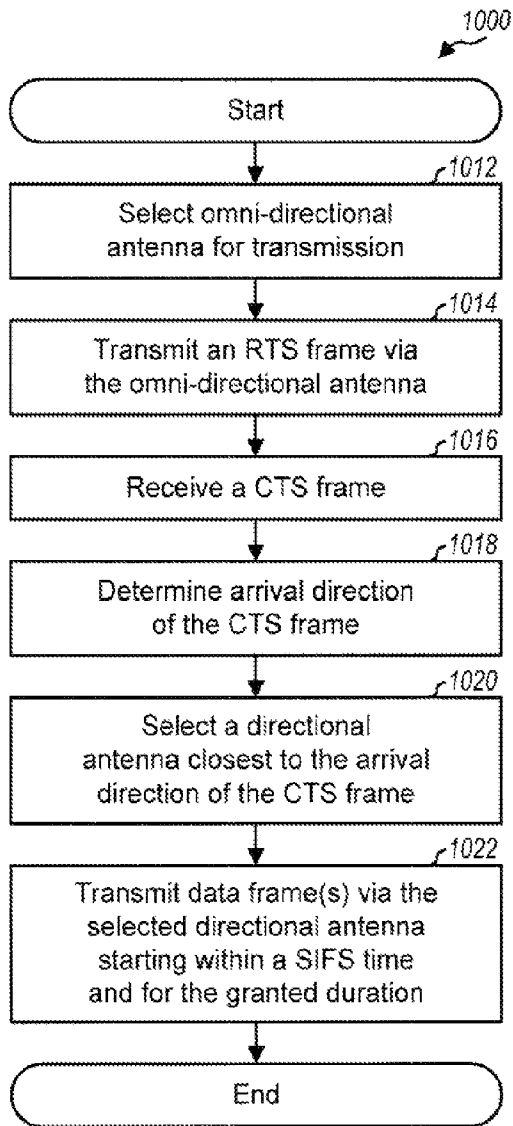 1000
Start
1012
Select omni-directional
antenna for transmission
1014
Transmit an RTS frame via
the omni-directional antenna
1016
Receive a CTS frame
1018
Determine arrival direction
of the CTS frame
1020
Select a directional
antenna closest to the arrival
direction of the CTS frame
1022
Transmit data frame(s) via the
selected directional antenna
starting within a SIFS time
and for the granted duration
End